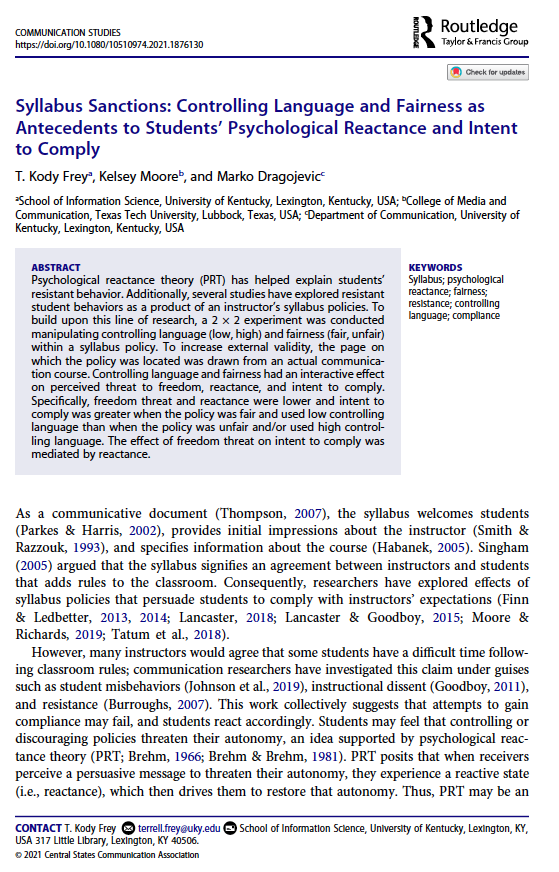 COMMUNICATION STUDIES
https://doi.org/10.1080/10510974.2021.1876130
ROUTLEDGE
Routledge
Taylor & Francis Group
Check for updates
Syllabus Sanctions: Controlling Language and Fairness as
Antecedents to Students’ Psychological Reactance and Intent
to Comply
T. Kody Freyᵃ, Kelsey Mooreᵇ, and Marko Dragojevicᶜ
ᵃSchool of Information Science, University of Kentucky, Lexington, Kentucky, USA; ᵇCollege of Media and
Communication, Texas Tech University, Lubbock, Texas, USA; ᶜDepartment of Communication, University of
Kentucky, Lexington, Kentucky, USA
ABSTRACT
Psychological reactance theory (PRT) has helped explain students’
resistant behavior. Additionally, several studies have explored resistant
student behaviors as a product of an instructor’s syllabus policies. To
build upon this line of research, a 2 × 2 experiment was conducted
manipulating controlling language (low, high) and fairness (fair, unfair)
within a syllabus policy. To increase external validity, the page on
which the policy was located was drawn from an actual communica-
tion course. Controlling language and fairness had an interactive effect
on perceived threat to freedom, reactance, and intent to comply.
Specifically, freedom threat and reactance were lower and intent to
comply was greater when the policy was fair and used low controlling
language than when the policy was unfair and/or used high control-
ling language. The effect of freedom threat on intent to comply was
mediated by reactance.
KEYWORDS
Syllabus; psychological
reactance; fairness;
resistance; controlling
language; compliance
As a communicative document (Thompson, 2007), the syllabus welcomes students
(Parkes & Harris, 2002), provides initial impressions about the instructor (Smith &
Razzouk, 1993), and specifies information about the course (Habanek, 2005). Singham
(2005) argued that the syllabus signifies an agreement between instructors and students
that adds rules to the classroom. Consequently, researchers have explored effects of
syllabus policies that persuade students to comply with instructors’ expectations (Finn
& Ledbetter, 2013, 2014; Lancaster, 2018; Lancaster & Goodboy, 2015; Moore &
Richards, 2019; Tatum et al., 2018).
However, many instructors would agree that some students have a difficult time follow-
ing classroom rules; communication researchers have investigated this claim under guises
such as student misbehaviors (Johnson et al., 2019), instructional dissent (Goodboy, 2011),
and resistance (Burroughs, 2007). This work collectively suggests that attempts to gain
compliance may fail, and students react accordingly. Students may feel that controlling or
discouraging policies threaten their autonomy, an idea supported by psychological reac-
tance theory (PRT; Brehm, 1966; Brehm & Brehm, 1981). PRT posits that when receivers
perceive a persuasive message to threaten their autonomy, they experience a reactive state
(i.e., reactance), which then drives them to restore that autonomy. Thus, PRT may be an
CONTACT T. Kody Frey terrell.frey@uky.edu School of Information Science, University of Kentucky, Lexington, KY,
USA 317 Little Library, Lexington, KY 40506.
© 2021 Central States Communication Association